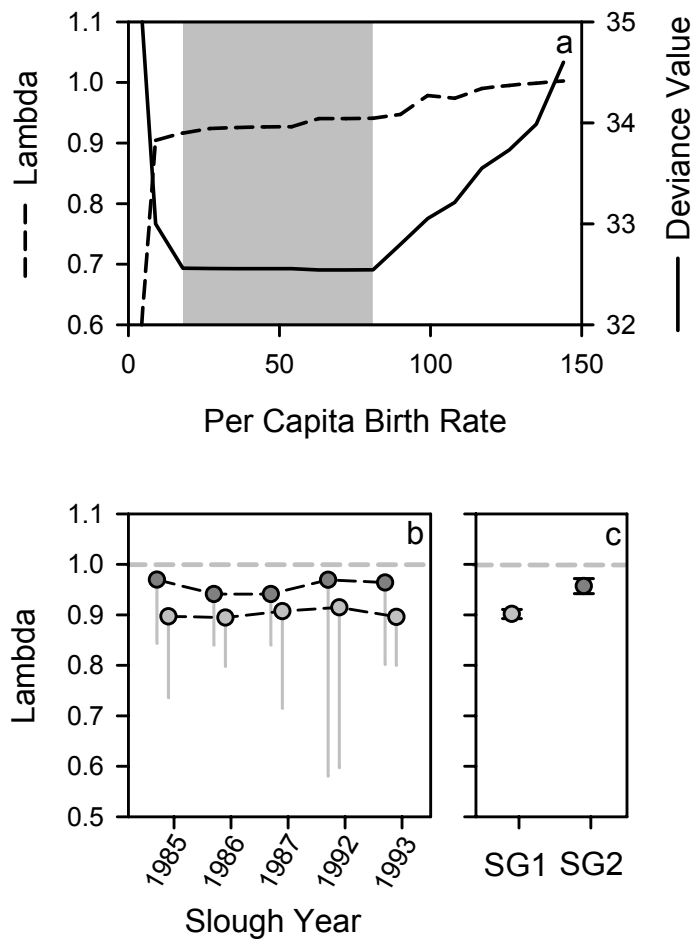 1.1
1.0
0.9
0.8
0.7
0.6
Lambda
a
35
34
33
32
Deviance Value
0 50 100 150
Per Capita Birth Rate
1.1
1.0
0.9
0.8
0.7
0.6
0.5
Lambda
b
c
1985 1986 1987 1992 1993
SG1 SG2
Slough Year